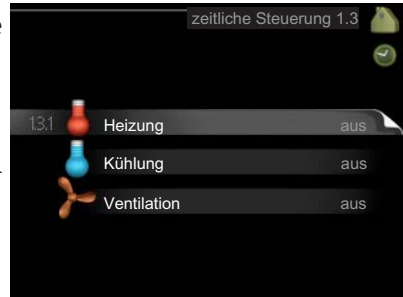 zeitliche Steuerung 1.3
1.3.1 Heizung aus
Kühlung aus
Ventilation aus